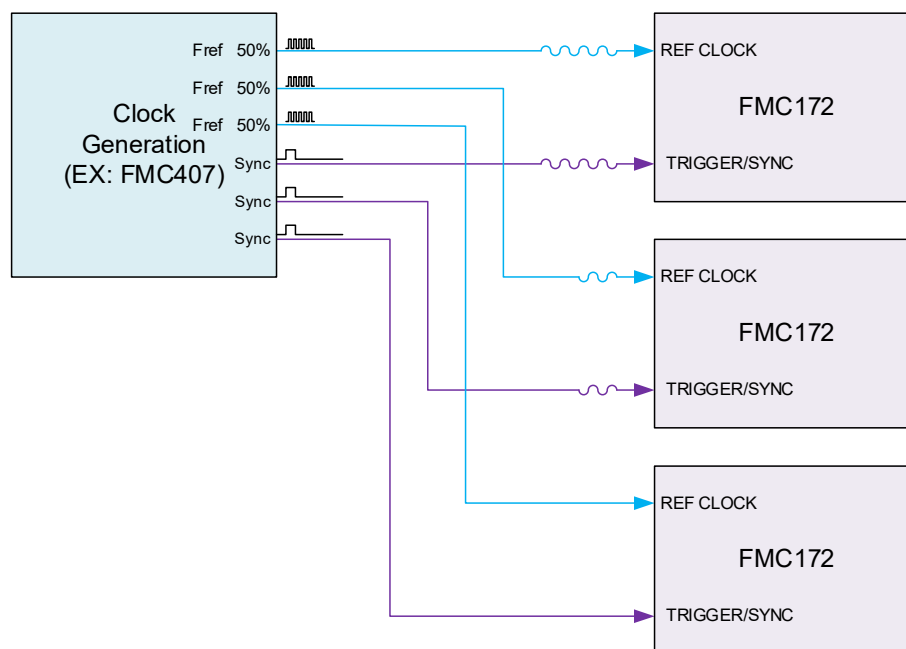 Clock
Generation
(EX: FMC407)
Fref 50%
Fref 50%
Fref 50%
Sync
Sync
Sync
REF CLOCK
FMC172
TRIGGER/SYNC
REF CLOCK
FMC172
TRIGGER/SYNC
REF CLOCK
FMC172
TRIGGER/SYNC